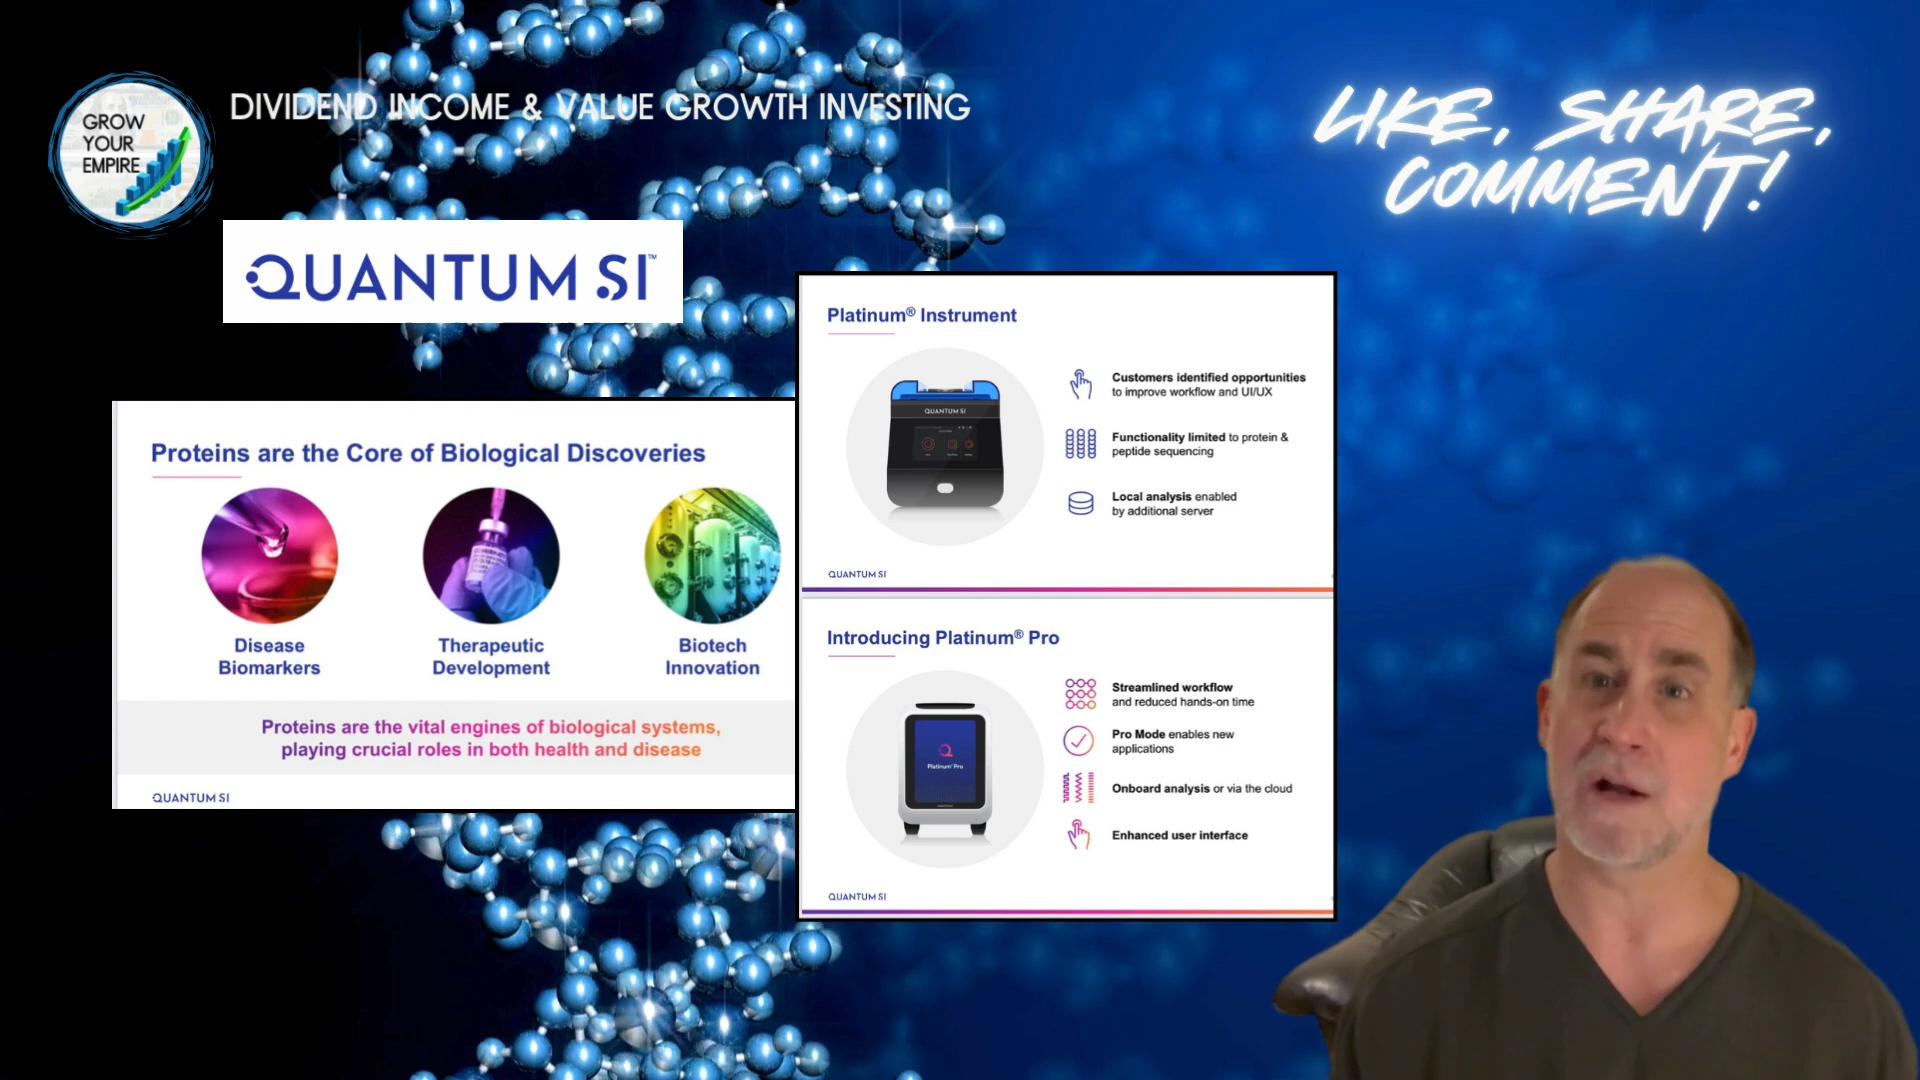 GROW
YOUR
EMPIRE
DIVIDEND INCOME & VALUE GROWTH INVESTING
LIKE, SHARE,
COMMENT!
QUANTUM SI™
Proteins are the Core of Biological Discoveries
Disease
Biomarkers
Therapeutic
Development
Biotech
Innovation
Proteins are the vital engines of biological systems,
playing crucial roles in both health and disease
QUANTUM SI
Platinum® Instrument
QUANTUM SI
Customers identified opportunities
to improve workflow and UI/UX
Functionality limited to protein &
peptide sequencing
Local analysis enabled
by additional server
QUANTUM SI
Introducing Platinum® Pro
Platinum® Pro
Streamlined workflow
and reduced hands-on time
Pro Mode enables new
applications
Onboard analysis or via the cloud
Enhanced user interface
QUANTUM SI